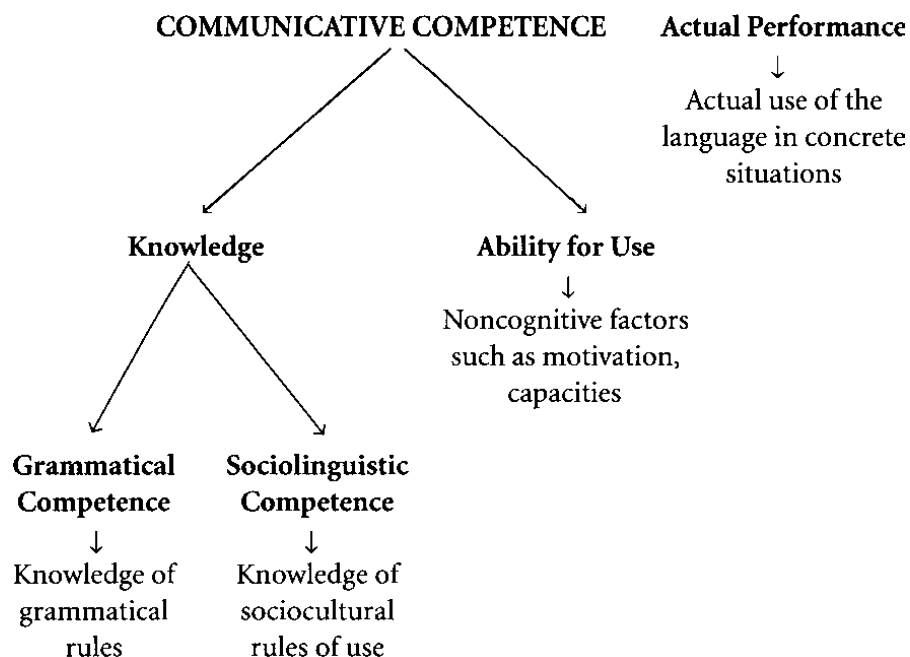 COMMUNICATIVE COMPETENCE
Actual Performance
Actual use of the
language in concrete
situations
Knowledge
Ability for Use
Noncognitive factors
such as motivation,
capacities
Grammatical
Competence
Knowledge of
grammatical
rules
Sociolinguistic
Competence
Knowledge of
sociocultural
rules of use